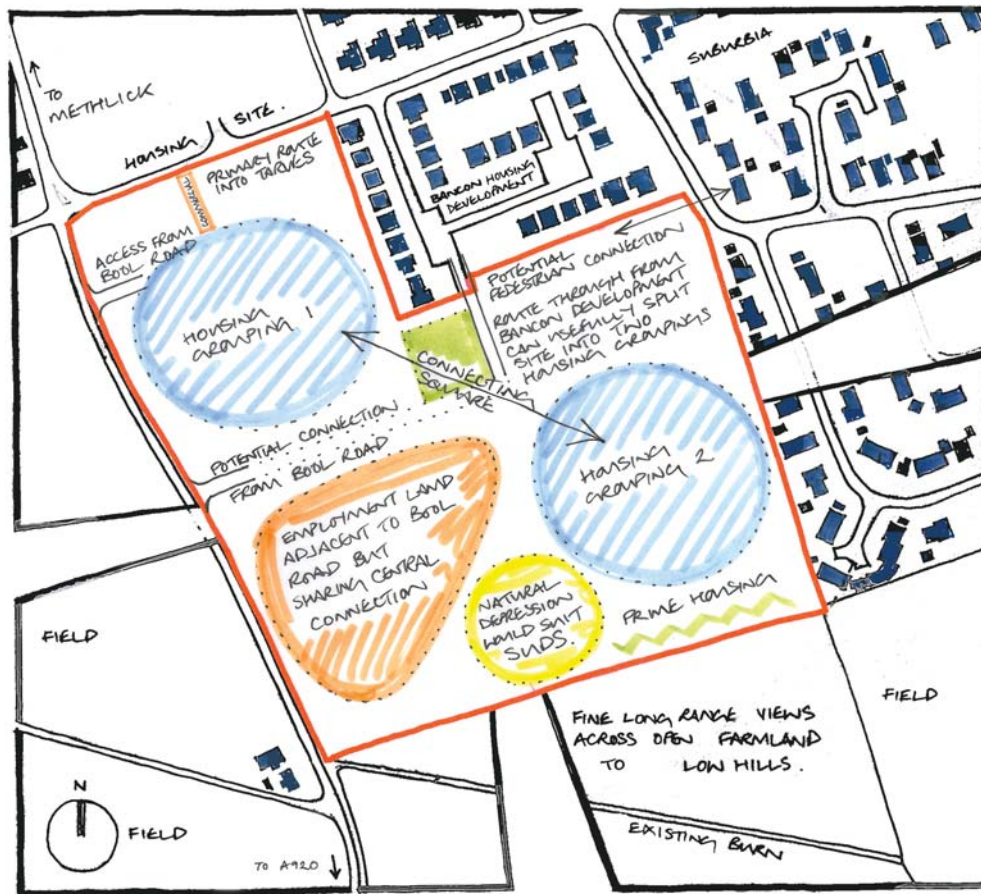 TO
METHLICK
HOUSING SITE.
SUBURBIA
PRIMARY ROUTE
INTO TARVES
COMMERCIAL
BANCON HOUSING
DEVELOPMENT
ACCESS FROM
BOOL ROAD
POTENTIAL
PEDESTRIAN CONNECTION
ROUTE THROUGH FROM
BANCON DEVELOPMENT
CAN USEFULLY SPLIT
SITE INTO TWO
HOUSING GROUPINGS
HOUSING
GROUPING 1
CONNECTING
SQUARE
POTENTIAL CONNECTION
FROM BOOL ROAD
HOUSING
GROUPING 2
EMPLOYMENT LAND
ADJACENT TO BOOL
ROAD BUT
SHARING CENTRAL
CONNECTION
NATURAL
DEPRESSION
WOULD SUIT
SUDS.
PRIME HOUSING
FIELD
FIELD
FINE LONG RANGE VIEWS
ACROSS OPEN FARMLAND
TO LOW HILLS.
N
FIELD
EXISTING BURN
TO A920